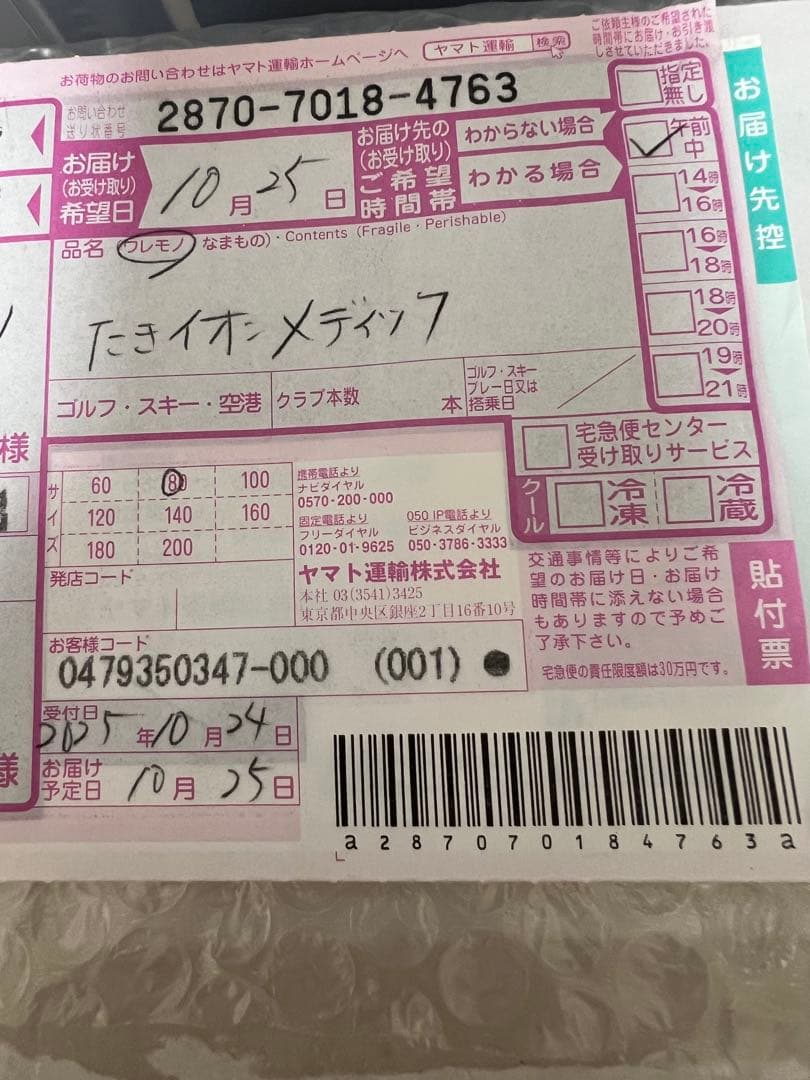 ご依頼主様のご希望された
時間帯にお届け・お引き渡
しさせていただきました。
お荷物のお問い合わせはヤマト運輸ホームページへ ヤマト運輸 検索
お問い合わせ
送り状番号
2870-7018-4763
お届け
(お受け取り)
希望日
10月25日
お届け先の
(お受け取り)
ご希望
時間帯
わからない場合
わかる場合
指定無し
午前中
14時
16時
16時
18時
18時
20時
19時
21時
お届け先控
品名 (ワレモノ なまもの)・Contents (Fragile・Perishable)
たきイオンメディック
ゴルフ・スキー・空港
クラブ本数 本
ゴルフ・スキー
プレー日又は
搭乗日
宅急便センター
受け取りサービス
クール
冷凍
冷蔵
様
サイズ
60 80 100
120 140 160
180 200
携帯電話より
ナビダイヤル
0570-200-000
固定電話より
フリーダイヤル
0120-01-9625
050 IP電話より
ビジネスダイヤル
050-3786-3333
ヤマト運輸株式会社
本社 03(3541)3425
東京都中央区銀座2丁目16番10号
発店コード
お客様コード
0479350347-000 (001) ●
交通事情等によりご希
望のお届け日・お届け
時間帯に添えない場合
もありますので予めご
了承下さい。
宅急便の責任限度額は30万円です。
貼付票
受付日
2025年10月24日
お届け
予定日
10月25日
様
a287070184763a